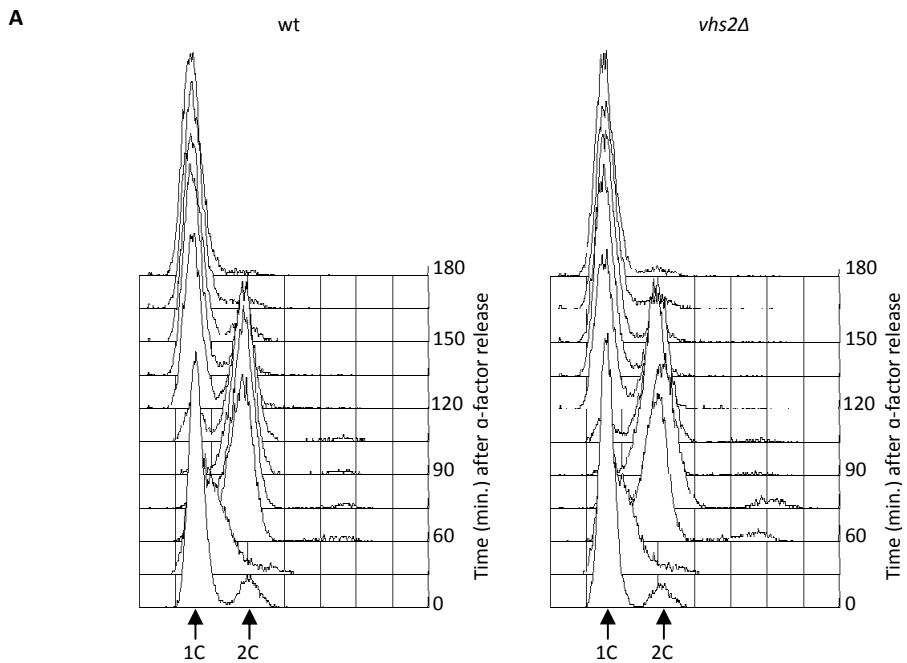 A
wt
vhs2Δ
180
150
120
90
60
0
Time (min.) after α-factor release
1C
2C
180
150
120
90
60
0
Time (min.) after α-factor release
1C
2C